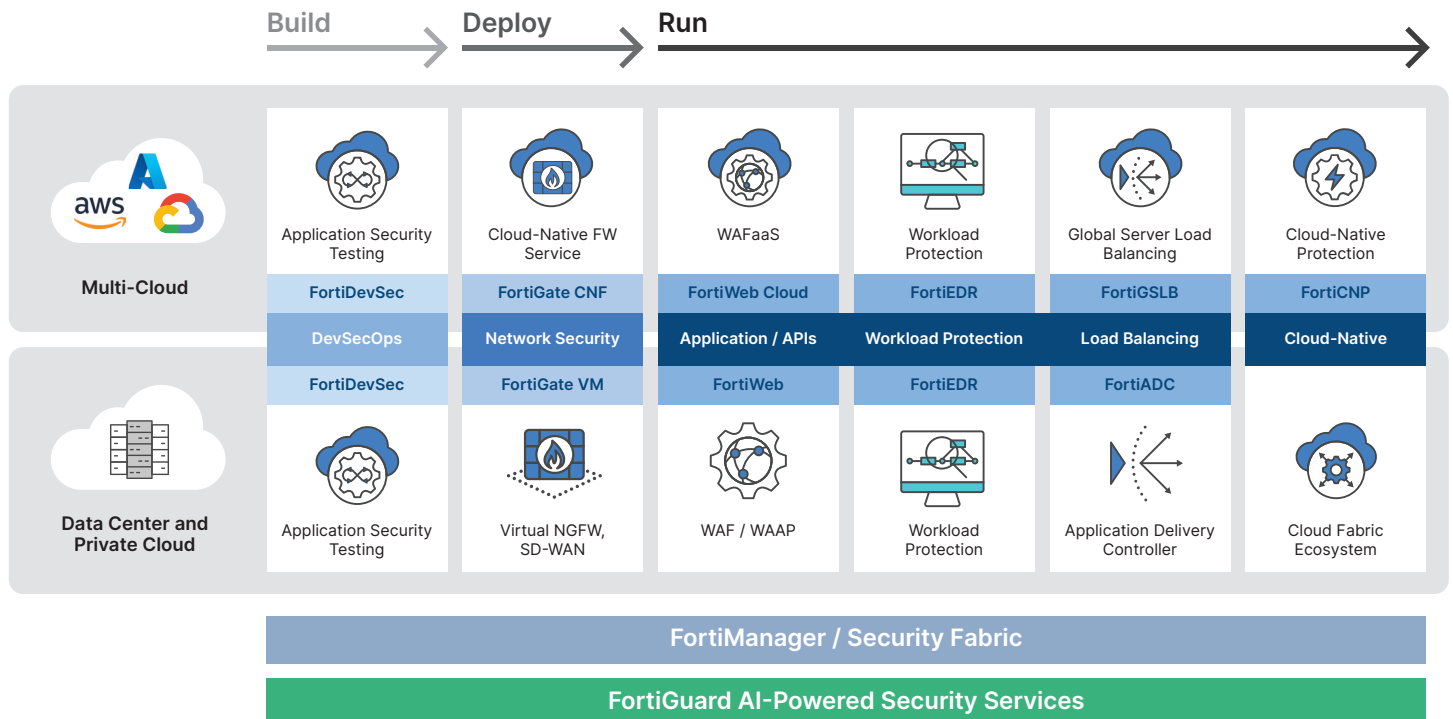 Build
Deploy
Run
aws
Multi-Cloud
Application Security
Testing
Cloud-Native FW
Service
WAFaaS
Workload
Protection
Global Server Load
Balancing
Cloud-Native
Protection
FortiDevSec
FortiGate CNF
FortiWeb Cloud
FortiEDR
FortiGSLB
FortiCNP
DevSecOps
Network Security
Application / APIs
Workload Protection
Load Balancing
Cloud-Native
FortiDevSec
FortiGate VM
FortiWeb
FortiEDR
FortiADC
Data Center and
Private Cloud
Application Security
Testing
Virtual NGFW,
SD-WAN
WAF / WAAP
Workload
Protection
Application Delivery
Controller
Cloud Fabric
Ecosystem
FortiManager / Security Fabric
FortiGuard AI-Powered Security Services